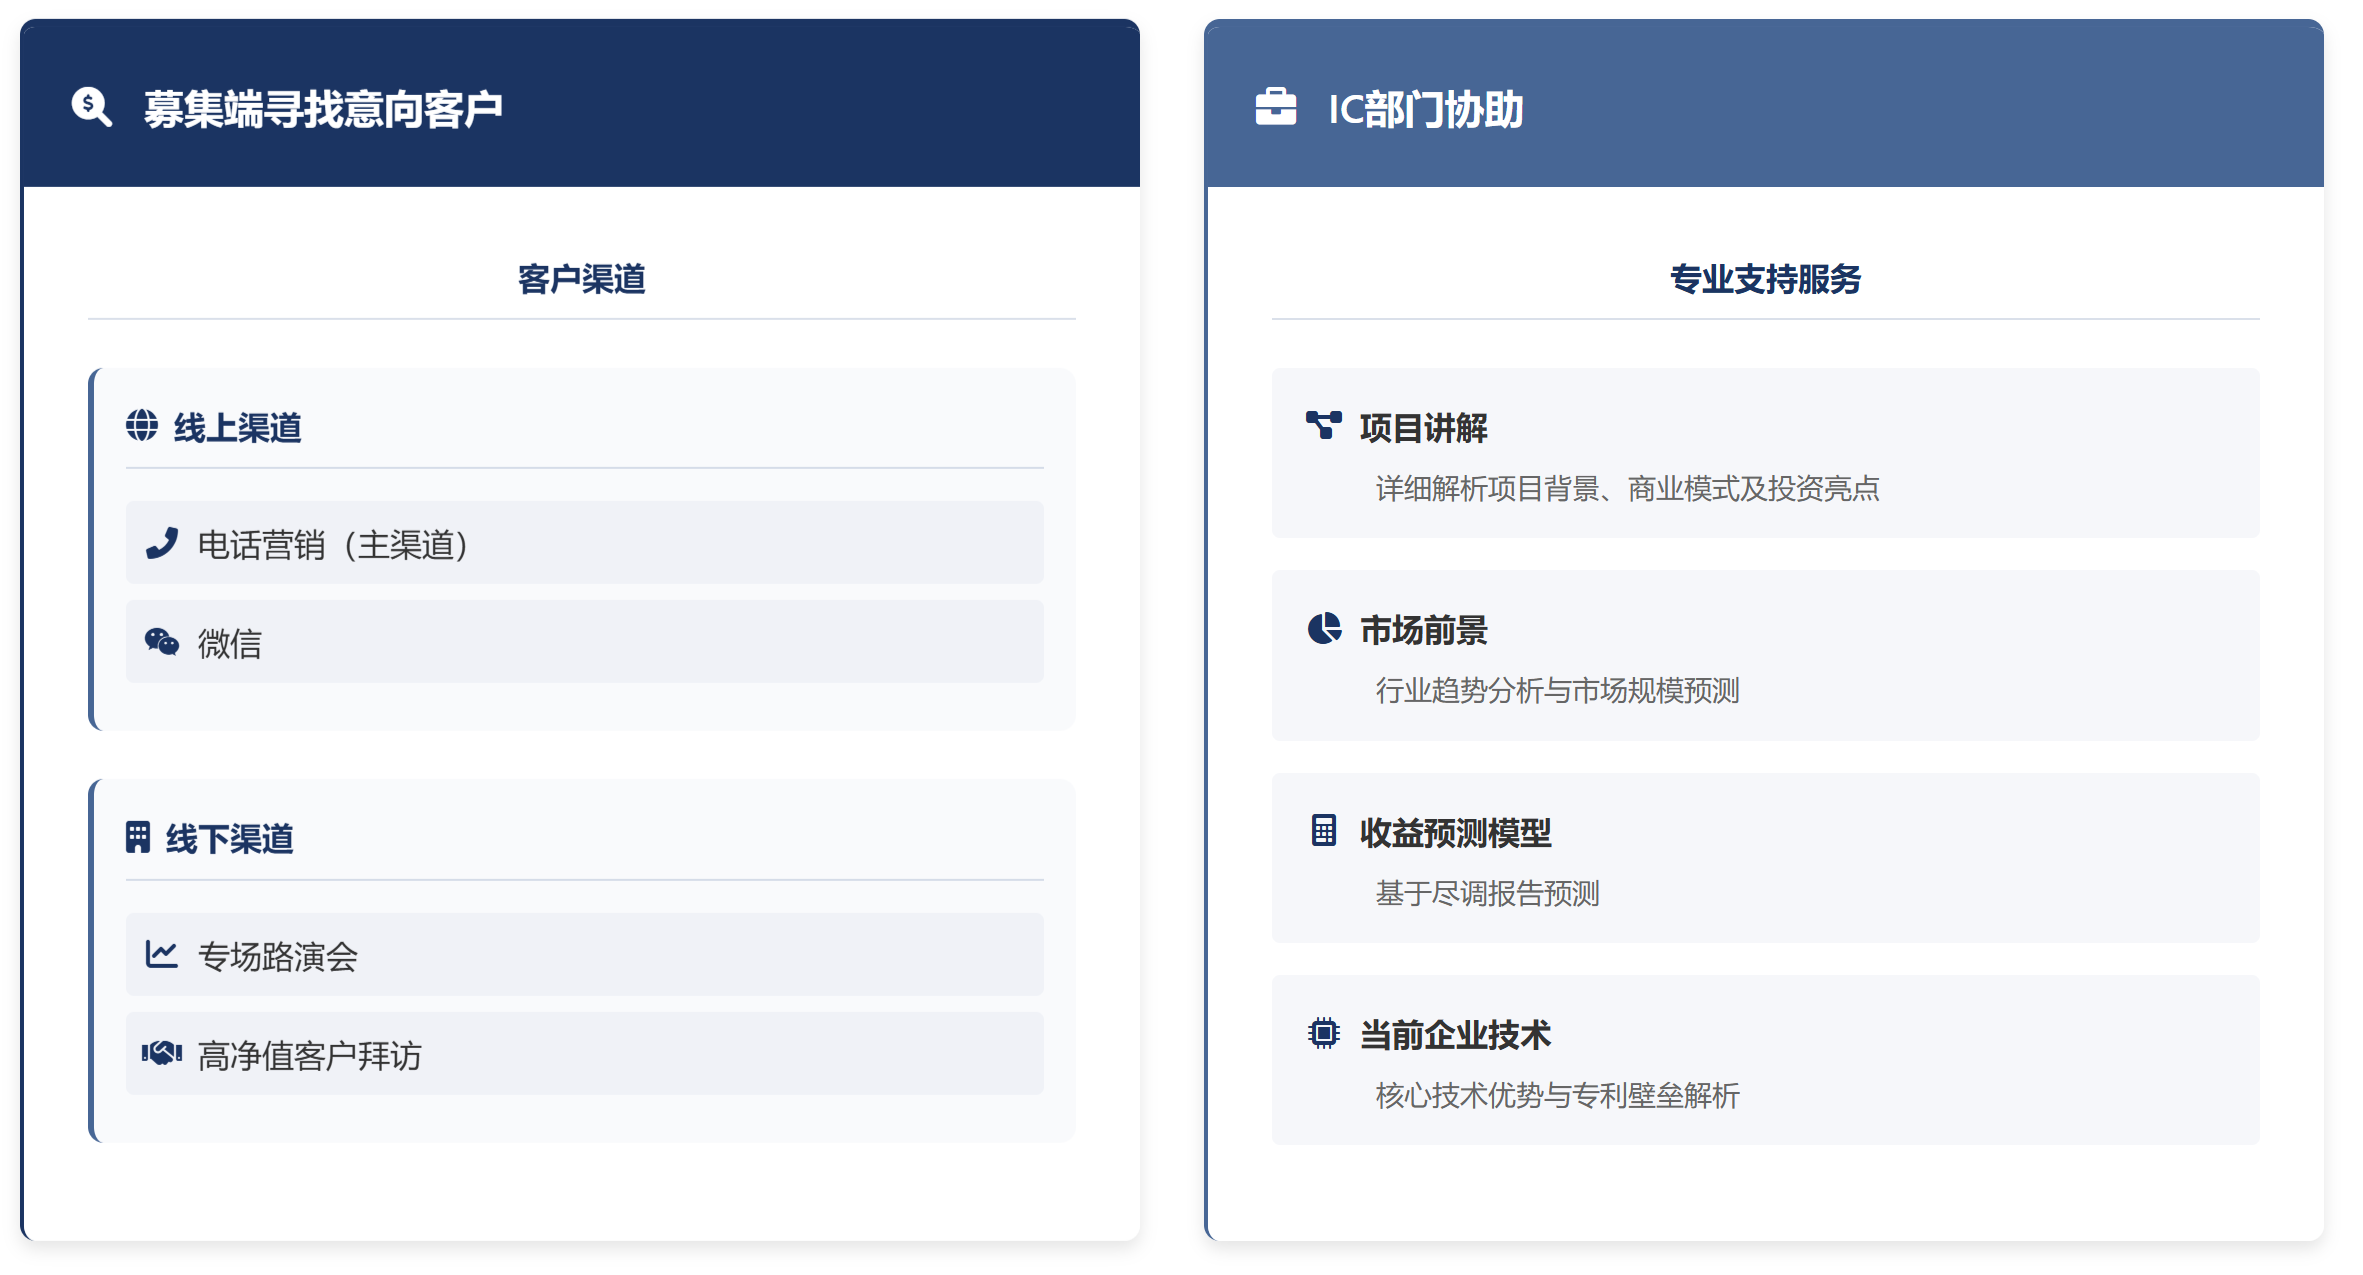 募集端寻找意向客户
客户渠道
线上渠道
电话营销（主渠道）
微信
线下渠道
专场路演会
高净值客户拜访
IC部门协助
专业支持服务
项目讲解
详细解析项目背景、商业模式及投资亮点
市场前景
行业趋势分析与市场规模预测
收益预测模型
基于尽调报告预测
当前企业技术
核心技术优势与专利壁垒解析